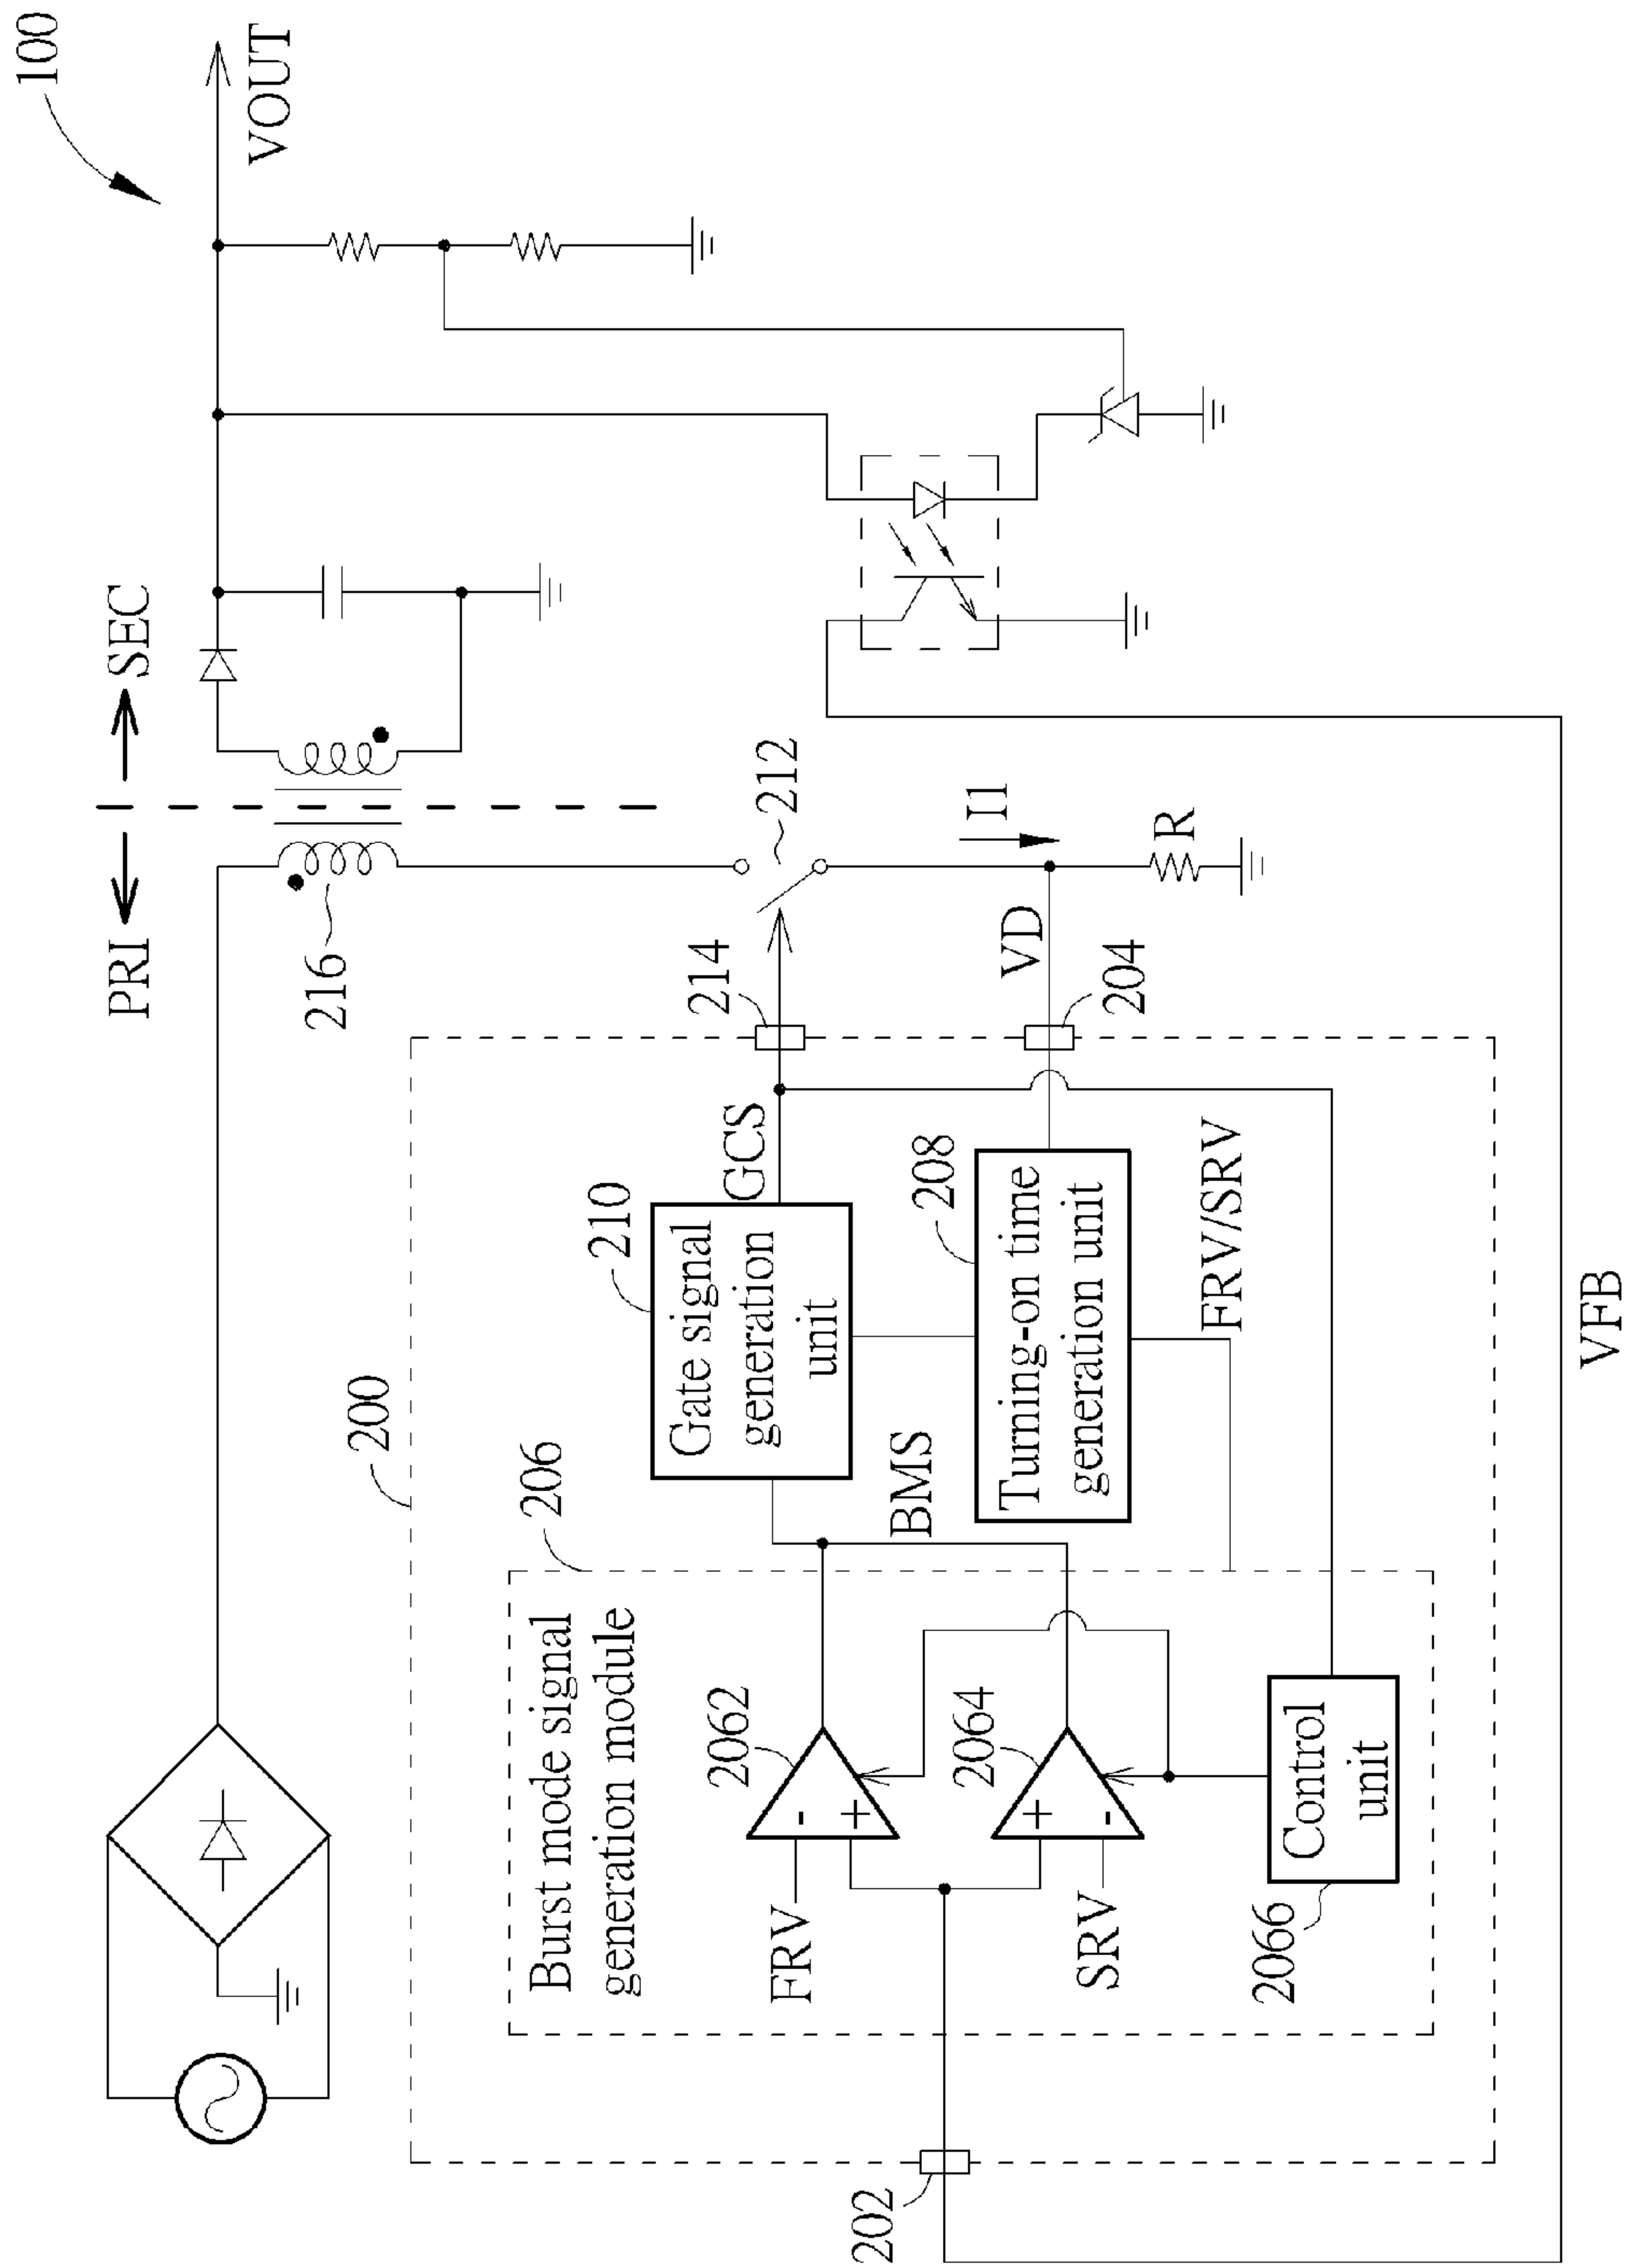 100
PRI
SEC
VOUT
216
212
214
I1
R
VD
204
200
210
Gate signal
generation
unit
GCS
208
Turning-on time
generation unit
FRV/SRV
BMS
206
Burst mode signal
generation module
2062
-
+
FRV
2064
+
-
SRV
Control
unit
2066
202
VFB